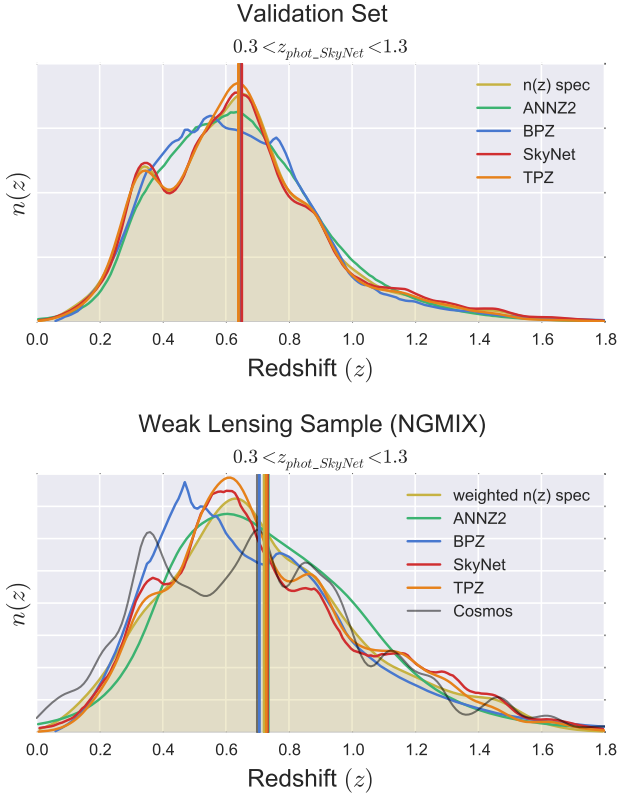 Validation Set
0.3 < z_phot_SkyNet < 1.3
n(z)
n(z) spec
ANNZ2
BPZ
SkyNet
TPZ
0.0 0.2 0.4 0.6 0.8 1.0 1.2 1.4 1.6 1.8
Redshift (z)
Weak Lensing Sample (NGMIX)
0.3 < z_phot_SkyNet < 1.3
n(z)
weighted n(z) spec
ANNZ2
BPZ
SkyNet
TPZ
Cosmos
0.0 0.2 0.4 0.6 0.8 1.0 1.2 1.4 1.6 1.8
Redshift (z)